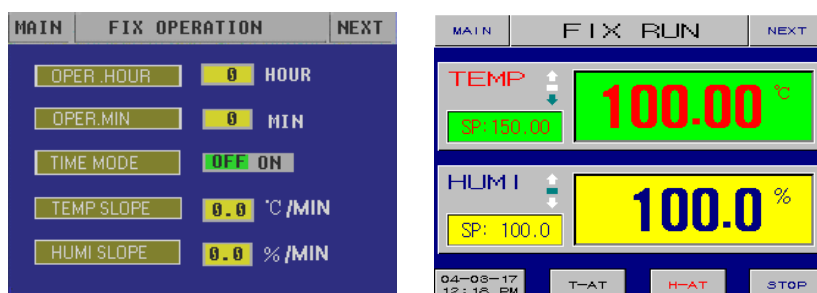 MAIN FIX OPERATION NEXT
OPER .HOUR 0 HOUR
OPER.MIN 0 MIN
TIME MODE OFF ON
TEMP SLOPE 0.0 ℃/MIN
HUMI SLOPE 0.0 %/MIN
MAIN FIX RUN NEXT
TEMP 100.00 ℃
SP:150.00
HUMI 100.0 %
SP: 100.0
04-03-17 T-AT H-AT STOP
12:16 PM